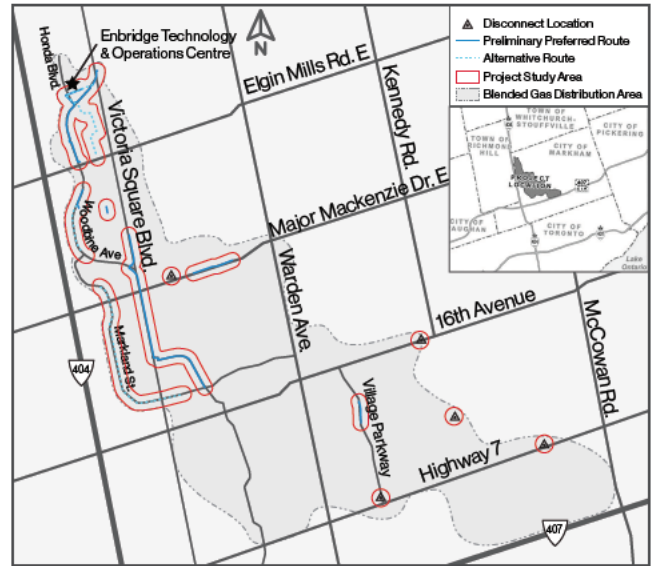 Enbridge Technology
& Operations Centre
Honda Blvd.
Victoria Square Blvd.
Elgin Mills Rd. E
Kennedy Rd.
Woodbine Ave
Major Mackenzie Dr. E
Warden Ave.
Markland St.
16th Avenue
McCowan Rd.
Village Parkway
Highway 7
404
407
N
Disconnect Location
Preliminary Preferred Route
Alternative Route
Project Study Area
Blended Gas Distribution Area
TOWN OF
WHITCHURCH-
STOUFFVILLE
CITY OF
PICKERING
TOWN OF
RICHMOND
HILL
CITY OF
MARKHAM
PROJECT
LOCATION
407
CITY OF
AUGHAN
CITY OF
TORONTO
Lake
Ontario